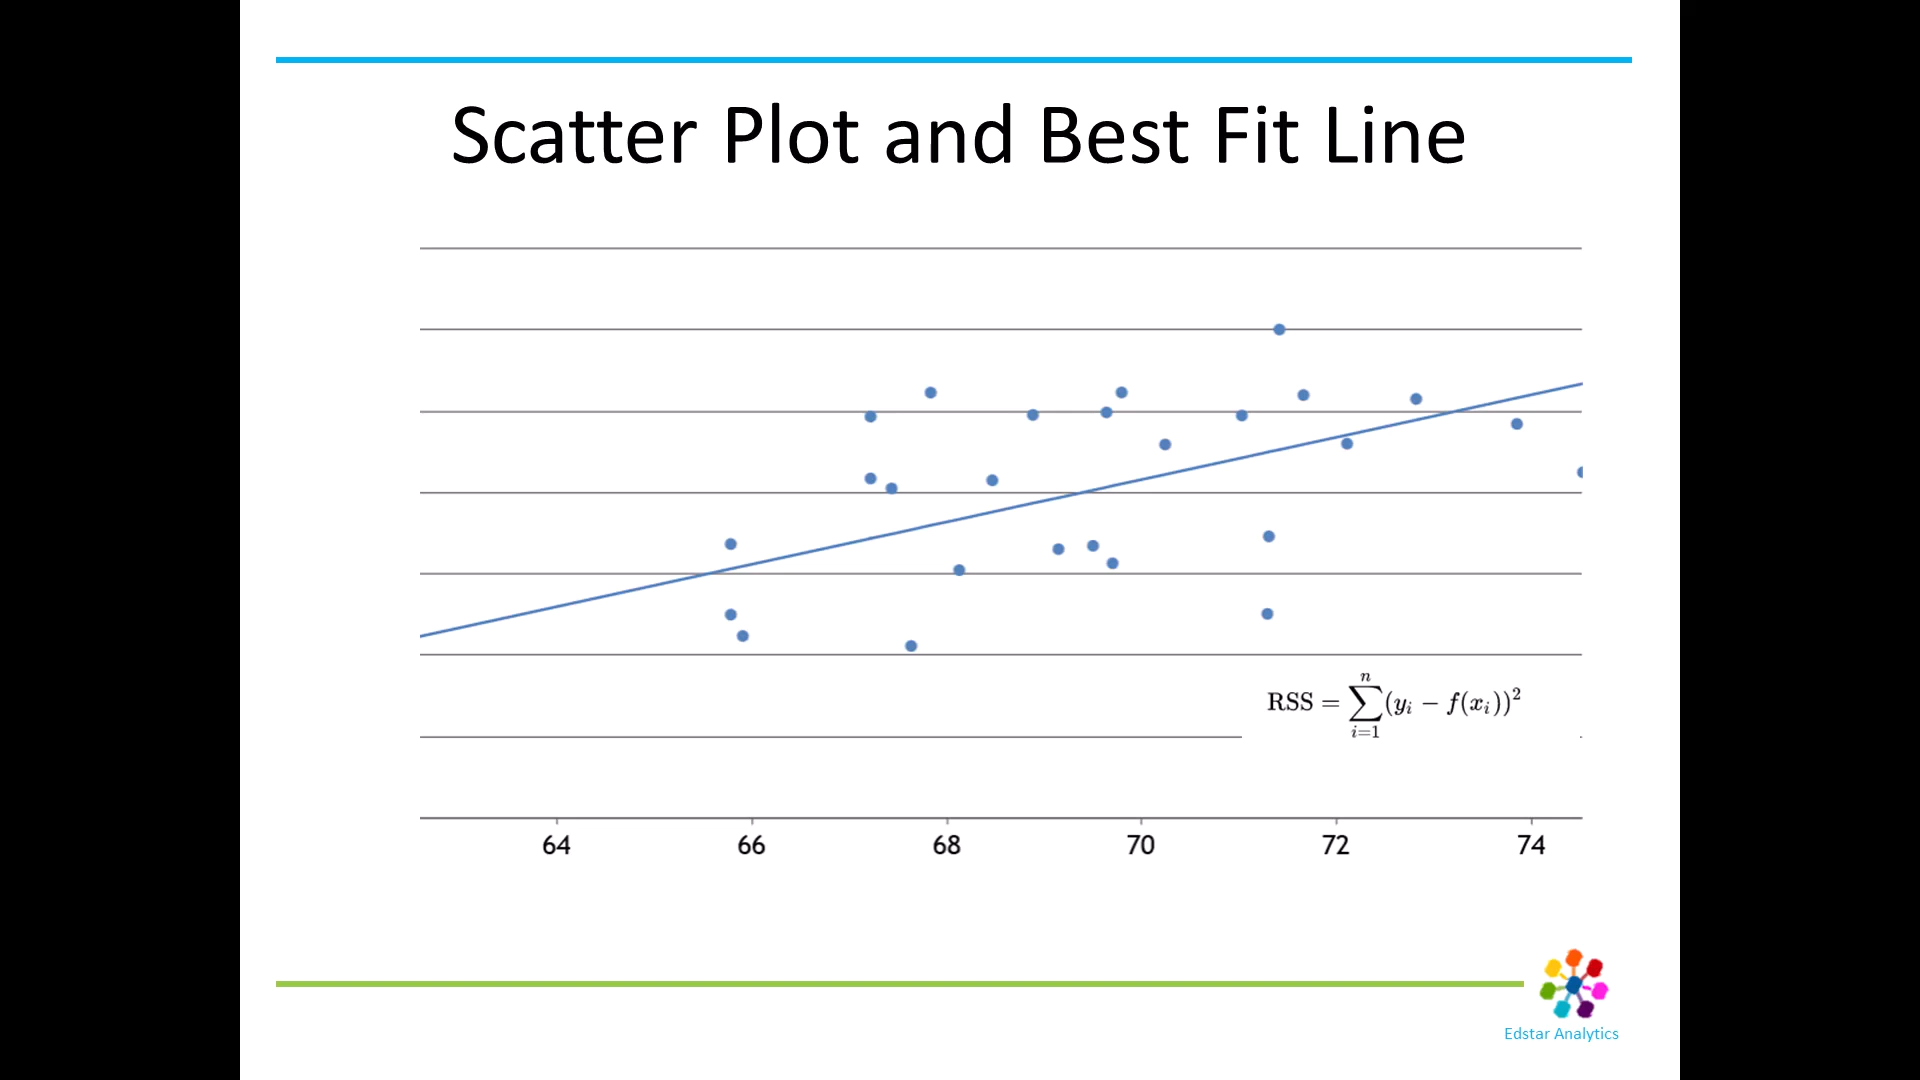 Scatter Plot and Best Fit Line
RSS = \sum_{i=1}^{n} (y_i − f(x_i))^2
64 66 68 70 72 74
Edstar Analytics